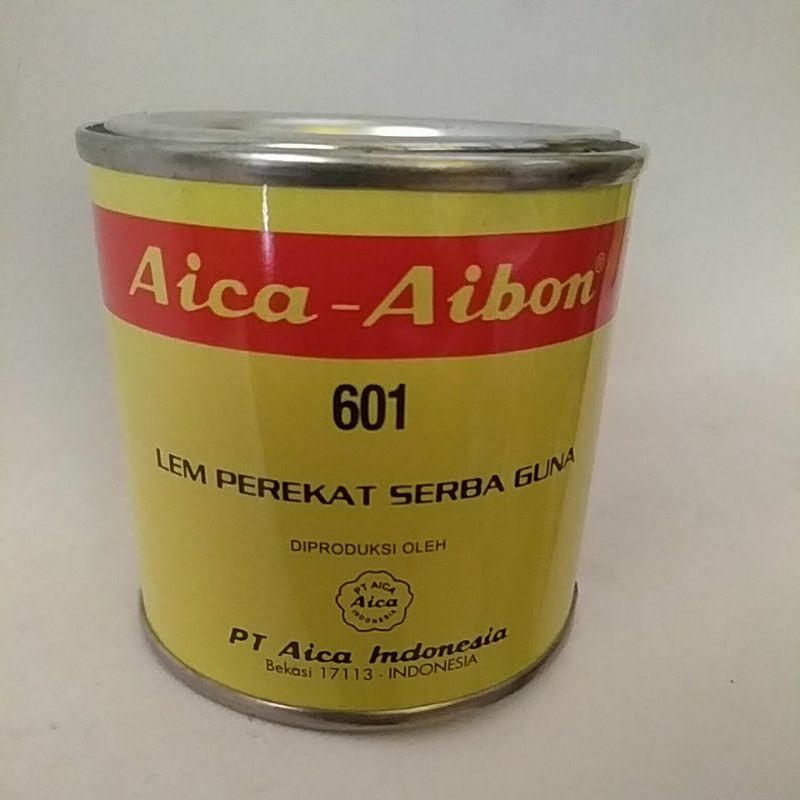 Aica-Aibon®
601
LEM PEREKAT SERBA GUNA
DIPRODUKSI OLEH
PT AICA
Aica
INDONESIA
PT Aica Indonesia
Bekasi 17113 - INDONESIA